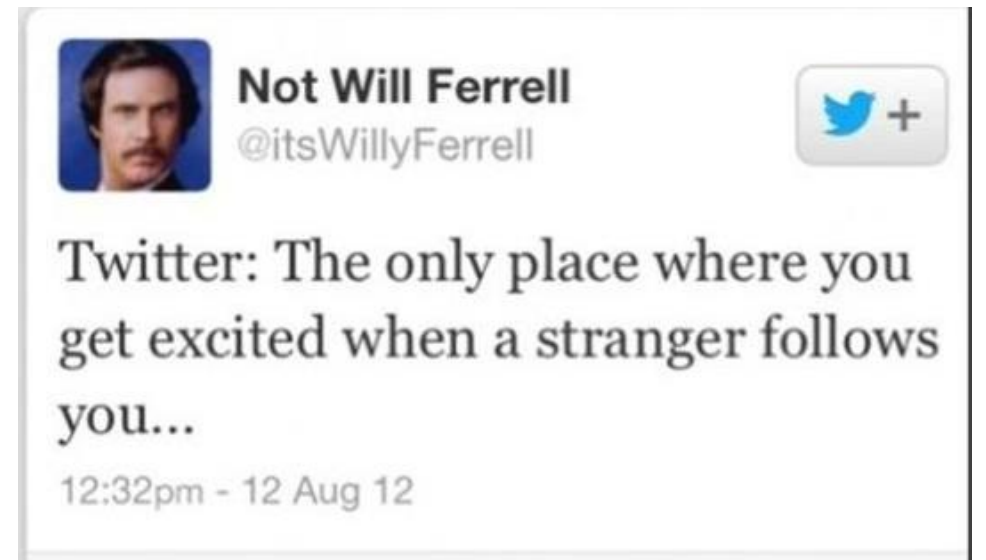 Not Will Ferrell
@itsWillyFerrell
+
Twitter: The only place where you
get excited when a stranger follows
you...
12:32pm - 12 Aug 12